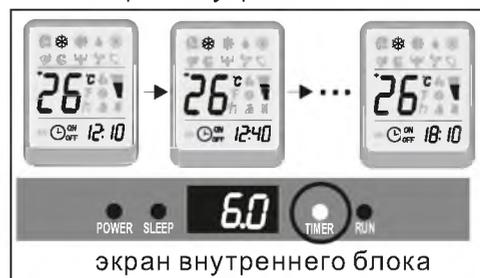 26 °C
26 °C
26 °C
ON
OFF 12:10
ON
OFF 12:40
ON
OFF 18:10
POWER SLEEP 6.0 TIMER RUN
экран внутреннего блока